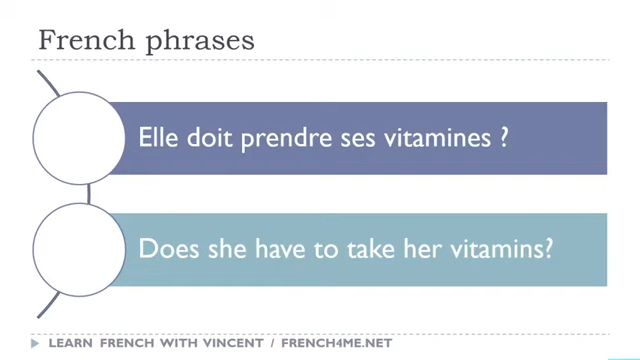 French phrases
Elle doit prendre ses vitamines ?
Does she have to take her vitamins?
LEARN FRENCH WITH VINCENT / FRENCH4ME.NET